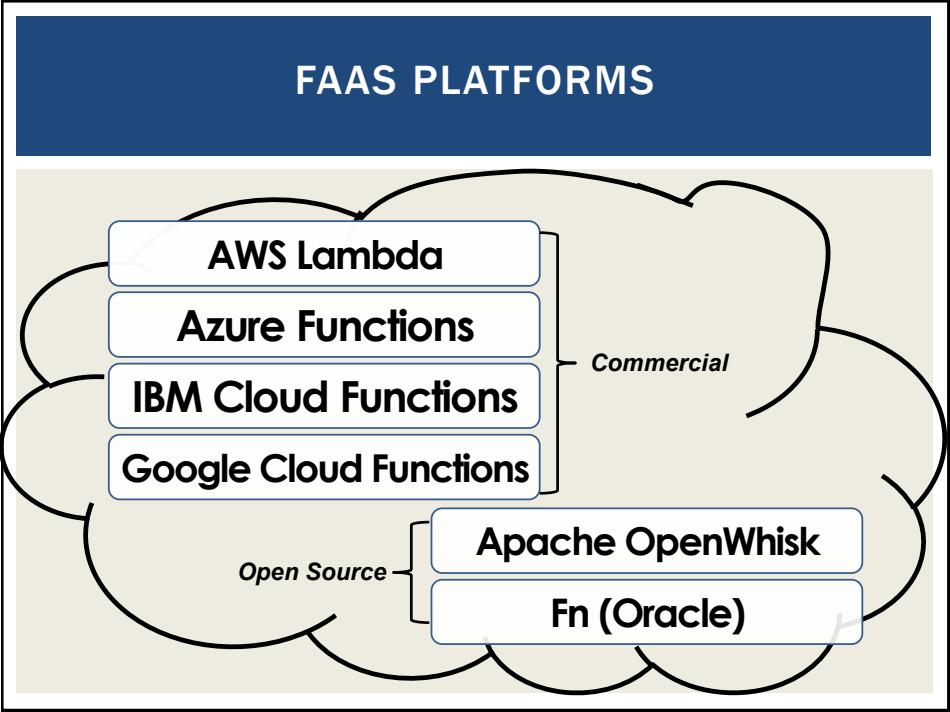 FAAS PLATFORMS
AWS Lambda
Azure Functions
IBM Cloud Functions
Google Cloud Functions
Commercial
Apache OpenWhisk
Fn (Oracle)
Open Source